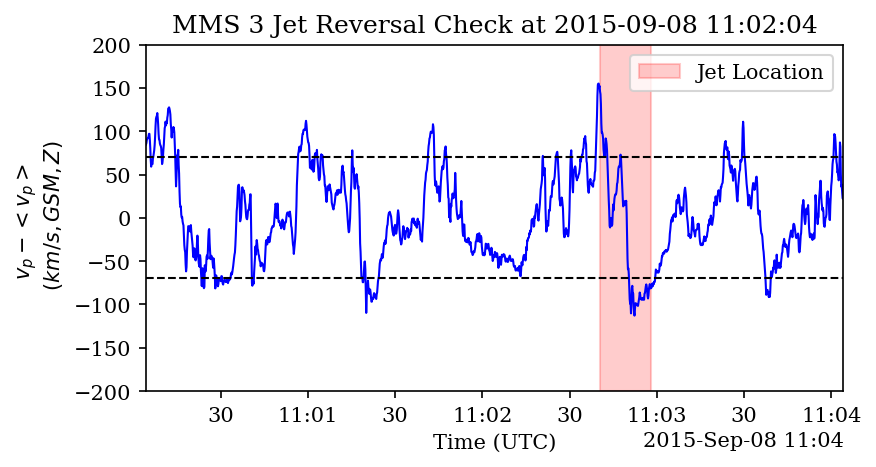 MMS 3 Jet Reversal Check at 2015-09-08 11:02:04
Jet Location
200
150
100
50
0
−50
−100
−150
−200
v_p − < v_p >
(km/s, GSM, Z)
30 11:01 30 11:02 30 11:03 30 11:04
Time (UTC)
2015-Sep-08 11:04